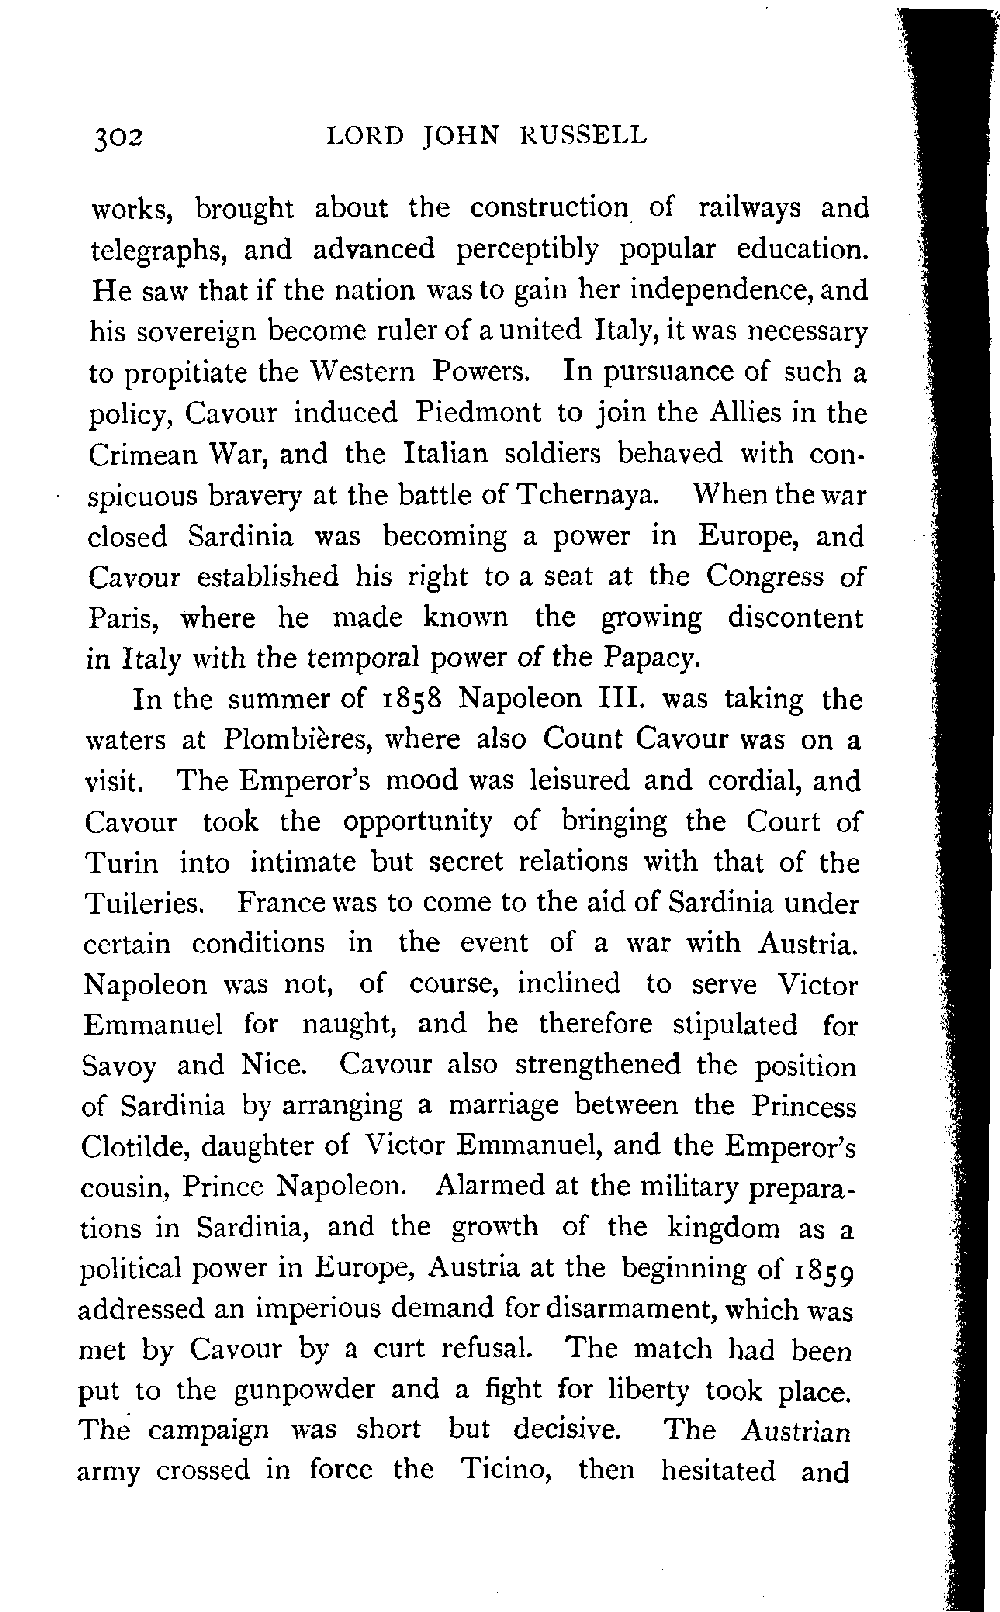 302 LORD JOHN RUSSELL
works, brought about the construction of railways and
telegraphs, and advanced perceptibly popular education.
He saw that if the nation was to gain her independence, and
his sovereign become ruler of a united Italy, it was necessary
to propitiate the Western Powers. In pursuance of such a
policy, Cavour induced Piedmont to join the Allies in the
Crimean War, and the Italian soldiers behaved with con-
spicuous bravery at the battle of Tchernaya. When the war
closed Sardinia was becoming a power in Europe, and
Cavour established his right to a seat at the Congress of
Paris, where he made known the growing discontent
in Italy with the temporal power of the Papacy.
In the summer of 1858 Napoleon III. was taking the
waters at Plombières, where also Count Cavour was on a
visit. The Emperor's mood was leisured and cordial, and
Cavour took the opportunity of bringing the Court of
Turin into intimate but secret relations with that of the
Tuileries. France was to come to the aid of Sardinia under
certain conditions in the event of a war with Austria.
Napoleon was not, of course, inclined to serve Victor
Emmanuel for naught, and he therefore stipulated for
Savoy and Nice. Cavour also strengthened the position
of Sardinia by arranging a marriage between the Princess
Clotilde, daughter of Victor Emmanuel, and the Emperor's
cousin, Prince Napoleon. Alarmed at the military prepara-
tions in Sardinia, and the growth of the kingdom as a
political power in Europe, Austria at the beginning of 1859
addressed an imperious demand for disarmament, which was
met by Cavour by a curt refusal. The match had been
put to the gunpowder and a fight for liberty took place.
The campaign was short but decisive. The Austrian
army crossed in force the Ticino, then hesitated and